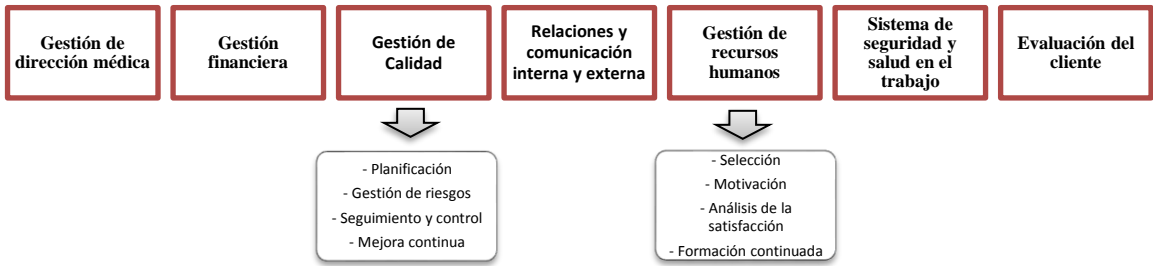 Gestión de
dirección médica
Gestión
financiera
Gestión de
Calidad
Relaciones y
comunicación
interna y externa
Gestión de
recursos
humanos
Sistema de
seguridad y
salud en el
trabajo
Evaluación del
cliente
- Planificación
- Gestión de riesgos
- Seguimiento y control
- Mejora continua
- Selección
- Motivación
- Análisis de la
satisfacción
- Formación continuada